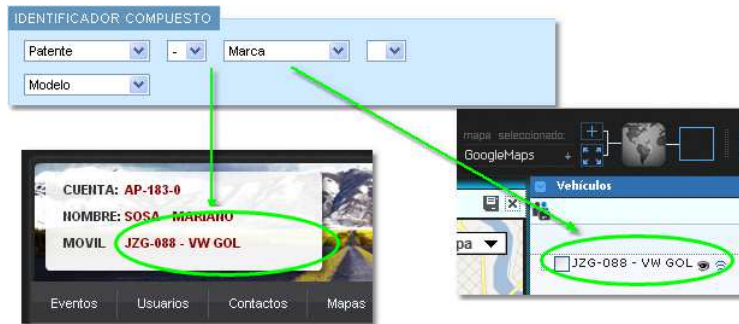 IDENTIFICADOR COMPUESTO
Patente - Marca
Modelo
CUENTA: AP-183-0
NOMBRE: SOSA - MARIANO
MOVIL JZG-088 - VW GOL
Eventos Usuarios Contactos Mapas
mapa seleccionado:
GoogleMaps +
Vehículos
pa
JZG-088 - VW GOL